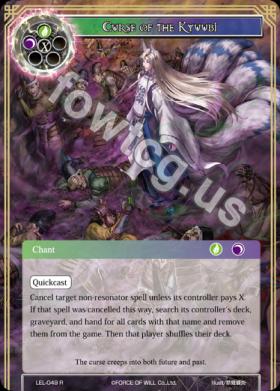 Curse of the Kyuubi
X
fowtcg.us
Chant
Quickcast
Cancel target non-resonator spell unless its controller pays X.
If that spell was cancelled this way, search its controller's deck,
graveyard, and hand for all cards with that name and remove
them from the game. Then that player shuffles their deck.
The curse creeps into both future and past.
LEL-049 R
©FORCE OF WILL Co.,Ltd.
Illust/